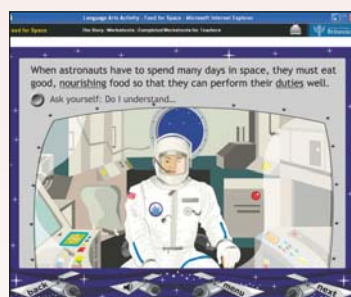 Language Arts Activity - Food for Space - Microsoft Internet Explorer
Food for Space The Story | Worksheets | Completed Worksheets for Teachers Britannica
When astronauts have to spend many days in space, they must eat
good, nourishing food so that they can perform their duties well.
Ask yourself: Do I understand...
back menu next